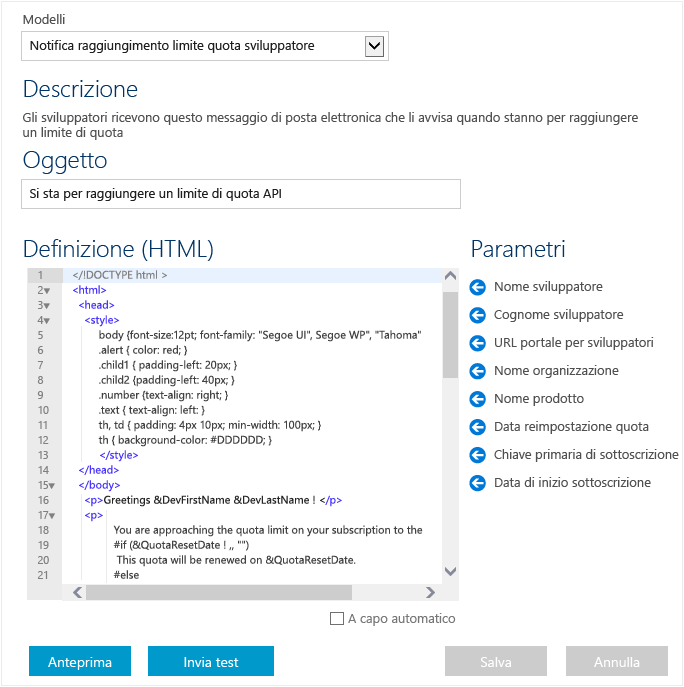 Modelli
Notifica raggiungimento limite quota sviluppatore
Descrizione
Gli sviluppatori ricevono questo messaggio di posta elettronica che li avvisa quando stanno per raggiungere
un limite di quota
Oggetto
Si sta per raggiungere un limite di quota API
Definizione (HTML)
1 </!DOCTYPE html >
2 <html>
3 <head>
4 <style>
5 body {font-size:12pt; font-family: "Segoe UI", Segoe WP", "Tahoma"
6 .alert { color: red; }
7 .child1 { padding-left: 20px; }
8 .child2 {padding-left: 40px; }
9 .number {text-align: right; }
10 .text { text-align: left: }
11 th, td { padding: 4px 10px; min-width: 100px; }
12 th { background-color: #DDDDDD; }
13 </style>
14 </head>
15 </body>
16 <p>Greetings &DevFirstName &DevLastName ! </p>
17 <p>
18 You are approaching the quota limit on your subscription to the
19 #if (&QuotaResetDate ! ,, "")
20 This quota will be renewed on &QuotaResetDate.
21 #else
A capo automatico
Parametri
Nome sviluppatore
Cognome sviluppatore
URL portale per sviluppatori
Nome organizzazione
Nome prodotto
Data reimpostazione quota
Chiave primaria di sottoscrizione
Data di inizio sottoscrizione
Anteprima
Invia test
Salva
Annulla